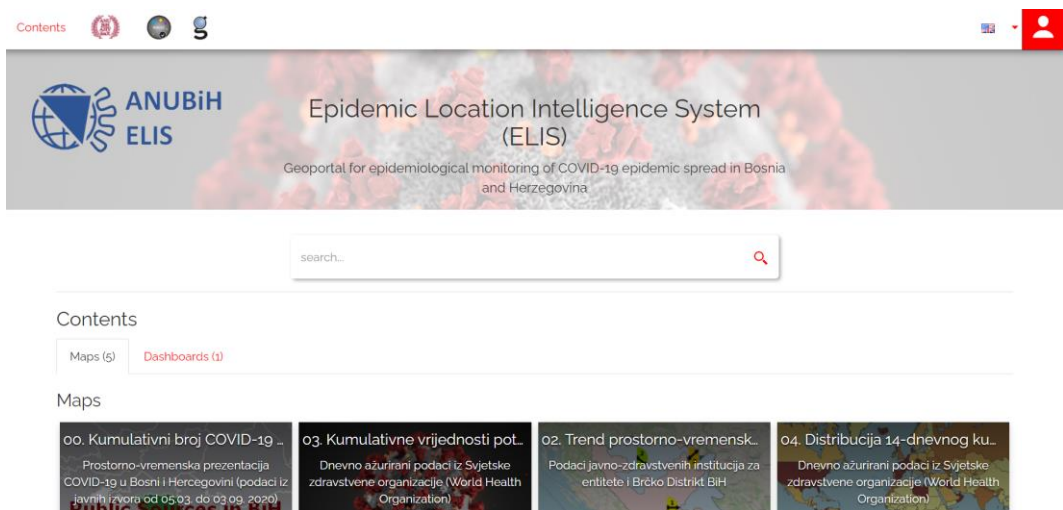 Contents
ANUBiH
ELIS
Epidemic Location Intelligence System
(ELIS)
Geoportal for epidemiological monitoring of COVID-19 epidemic spread in Bosnia
and Herzegovina
search...
Contents
Maps (5)
Dashboards (1)
Maps
00. Kumulativni broj COVID-19 ...
Prostorno-vremenska prezentacija
COVID-19 u Bosni i Hercegovini (podaci iz
javnih izvora od 05.03. do 03.09. 2020)
Public Sources in BiH
03. Kumulativne vrijednosti pot...
Dnevno ažurirani podaci iz Svjetske
zdravstvene organizacije (World Health
Organization)
02. Trend prostorno-vremensk...
Podaci javno-zdravstvenih institucija za
entitete i Brčko Distrikt BiH
04. Distribucija 14-dnevnog ku...
Dnevno ažurirani podaci iz Svjetske
zdravstvene organizacije (World Health
Organization)